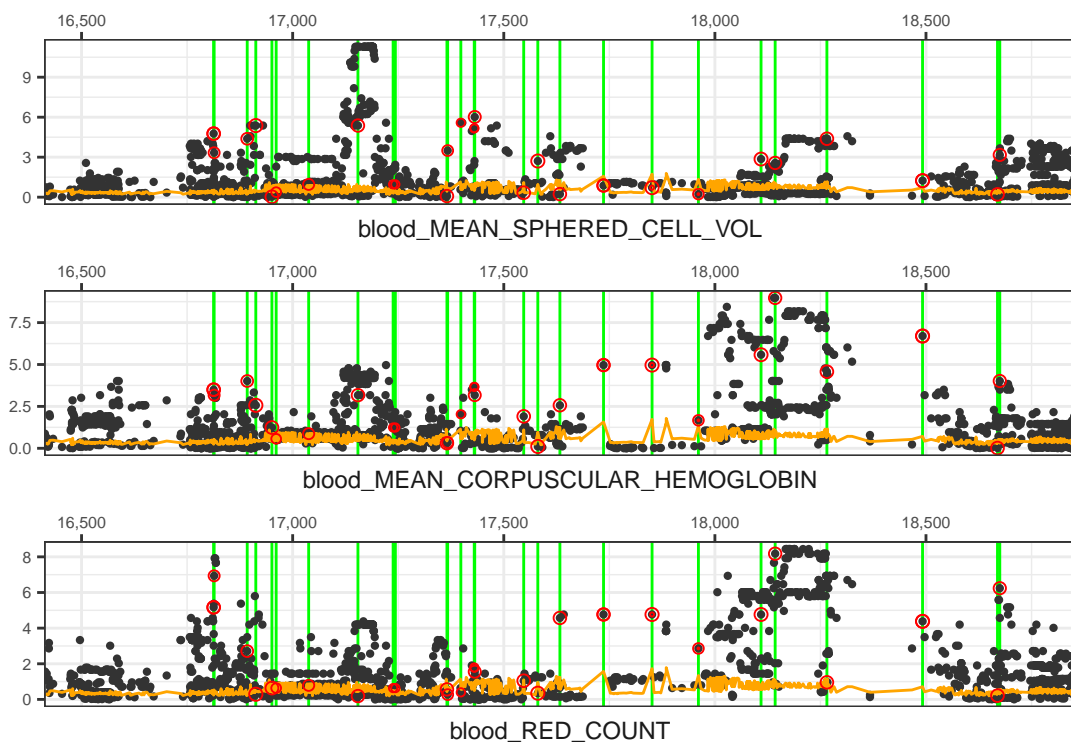 16,500 17,000 17,500 18,000 18,500
9
6
3
0
blood_MEAN_SPHERED_CELL_VOL
16,500 17,000 17,500 18,000 18,500
7.5
5.0
2.5
0.0
blood_MEAN_CORPUSCULAR_HEMOGLOBIN
16,500 17,000 17,500 18,000 18,500
8
6
4
2
0
blood_RED_COUNT